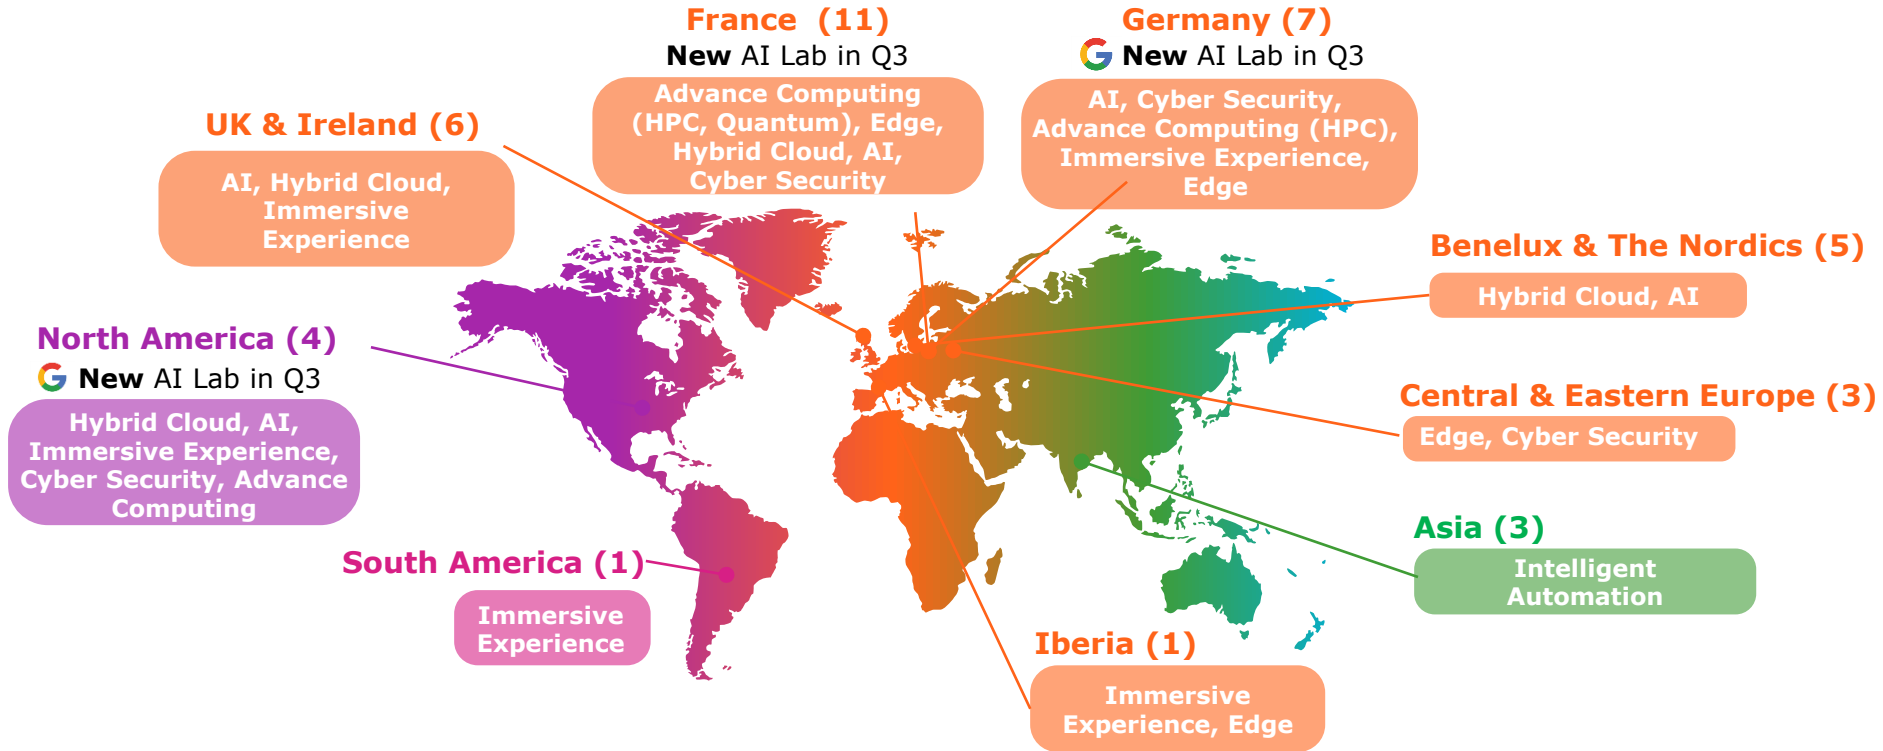 France  (11)
New AI Lab in Q3
Advance Computing
(HPC, Quantum), Edge,
Hybrid Cloud, AI,
Cyber Security
Germany (7)
New AI Lab in Q3
AI, Cyber Security,
Advance Computing (HPC),
Immersive Experience,
Edge
UK & Ireland (6)
AI, Hybrid Cloud,
Immersive
Experience
Benelux & The Nordics (5)
Hybrid Cloud, AI
North America (4)
New AI Lab in Q3
Hybrid Cloud, AI,
Immersive Experience,
Cyber Security, Advance
Computing
Central & Eastern Europe (3)
Edge, Cyber Security
South America (1)
Immersive
Experience
Asia (3)
Intelligent
Automation
Iberia (1)
Immersive
Experience, Edge